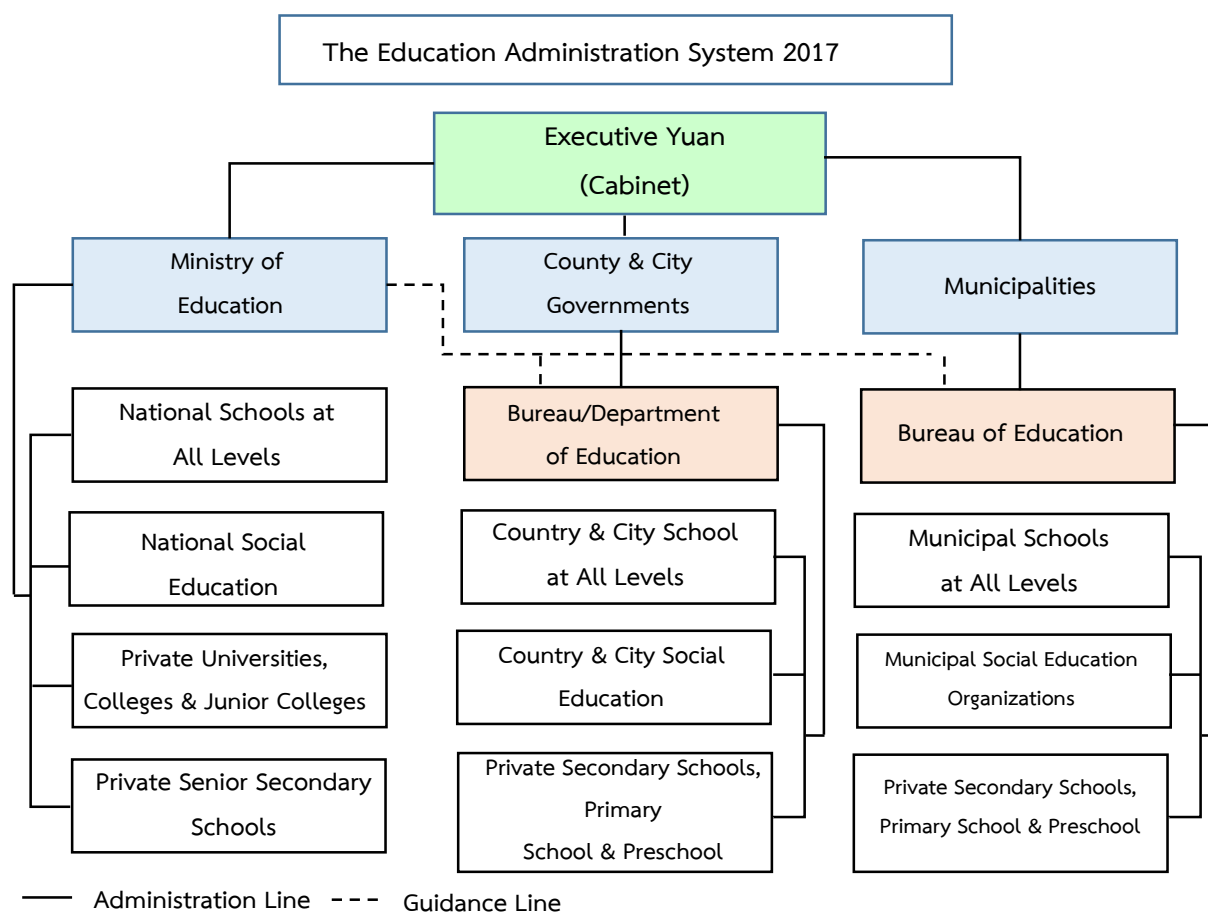 The Education Administration System 2017
Executive Yuan
(Cabinet)
Ministry of
Education
County & City
Governments
Municipalities
National Schools at
All Levels
Bureau/Department
of Education
Bureau of Education
National Social
Education
Country & City School
at All Levels
Municipal Schools
at All Levels
Private Universities,
Colleges & Junior Colleges
Country & City Social
Education
Municipal Social Education
Organizations
Private Senior Secondary
Schools
Private Secondary Schools,
Primary
School & Preschool
Private Secondary Schools,
Primary School & Preschool
Administration Line
Guidance Line